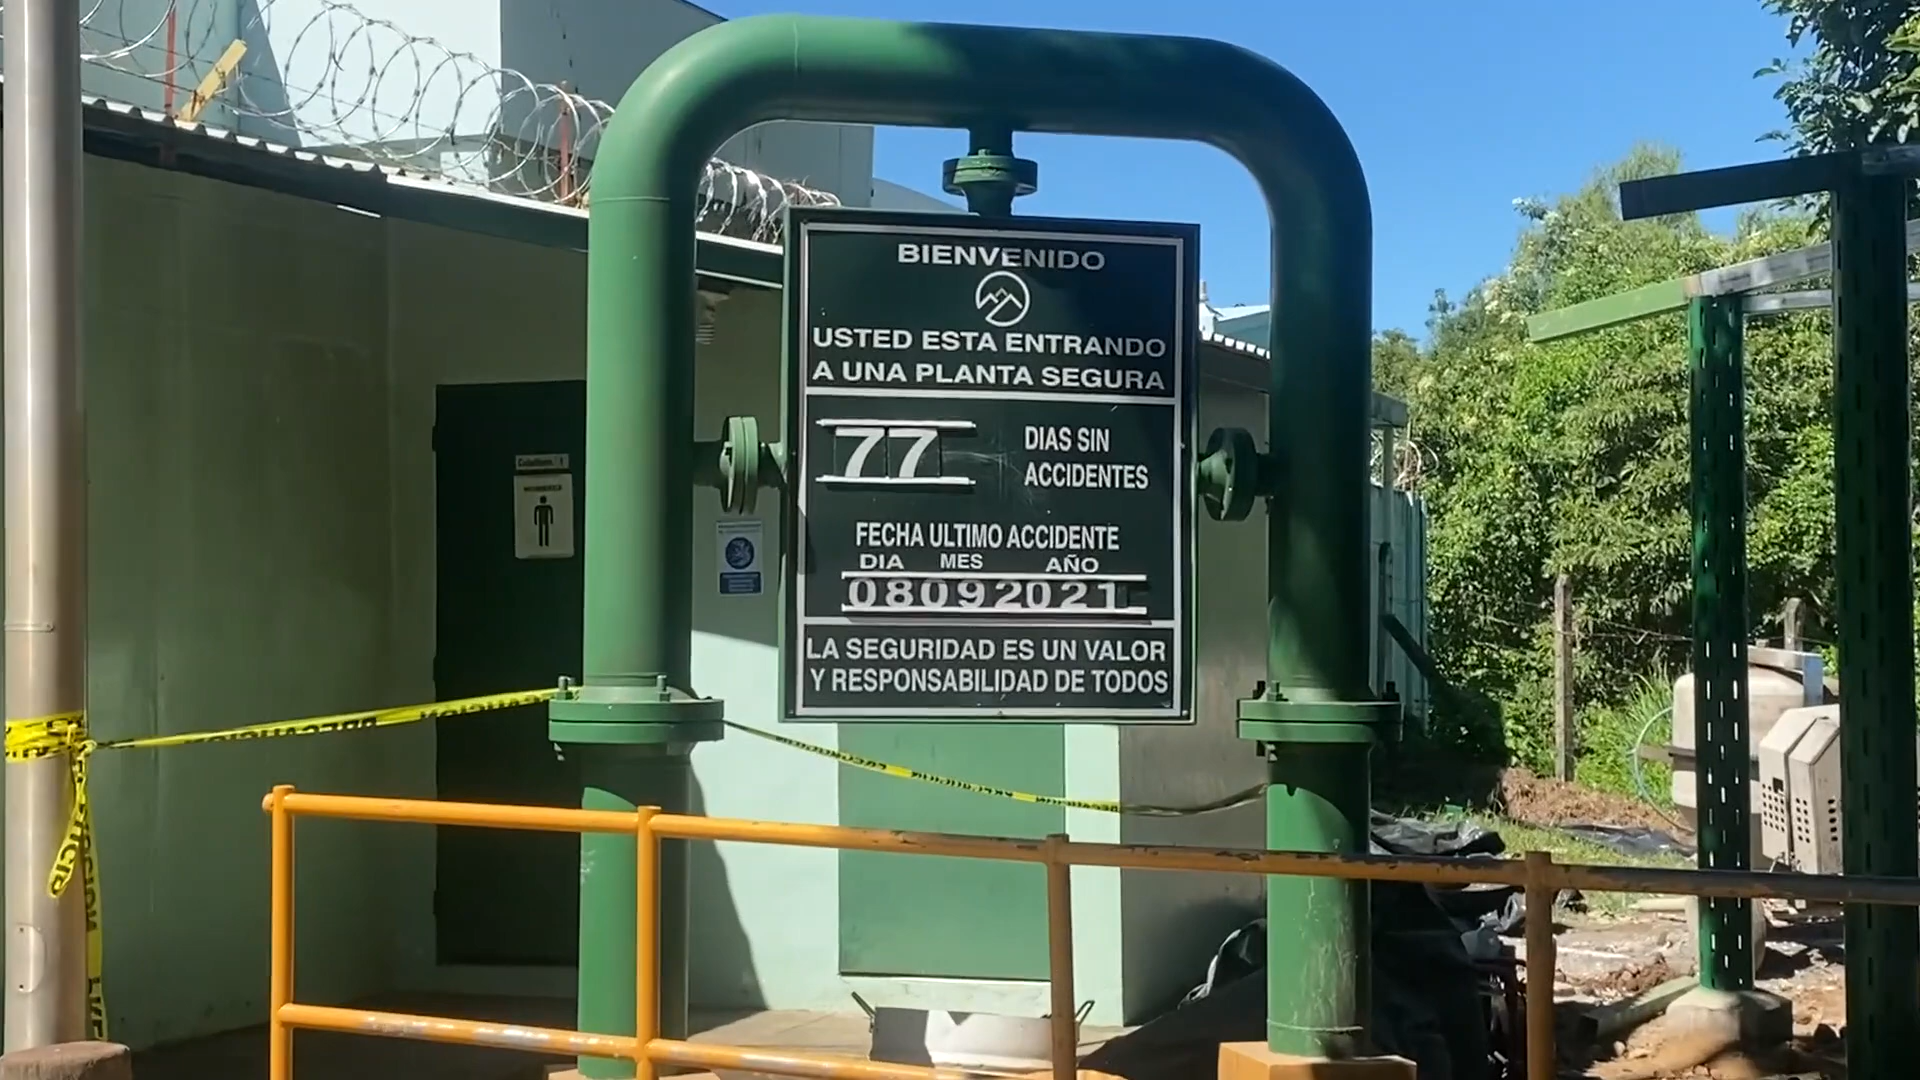 BIENVENIDO
USTED ESTA ENTRANDO
A UNA PLANTA SEGURA
77
DIAS SIN
ACCIDENTES
FECHA ULTIMO ACCIDENTE
DIA MES AÑO
08092021
LA SEGURIDAD ES UN VALOR
Y RESPONSABILIDAD DE TODOS